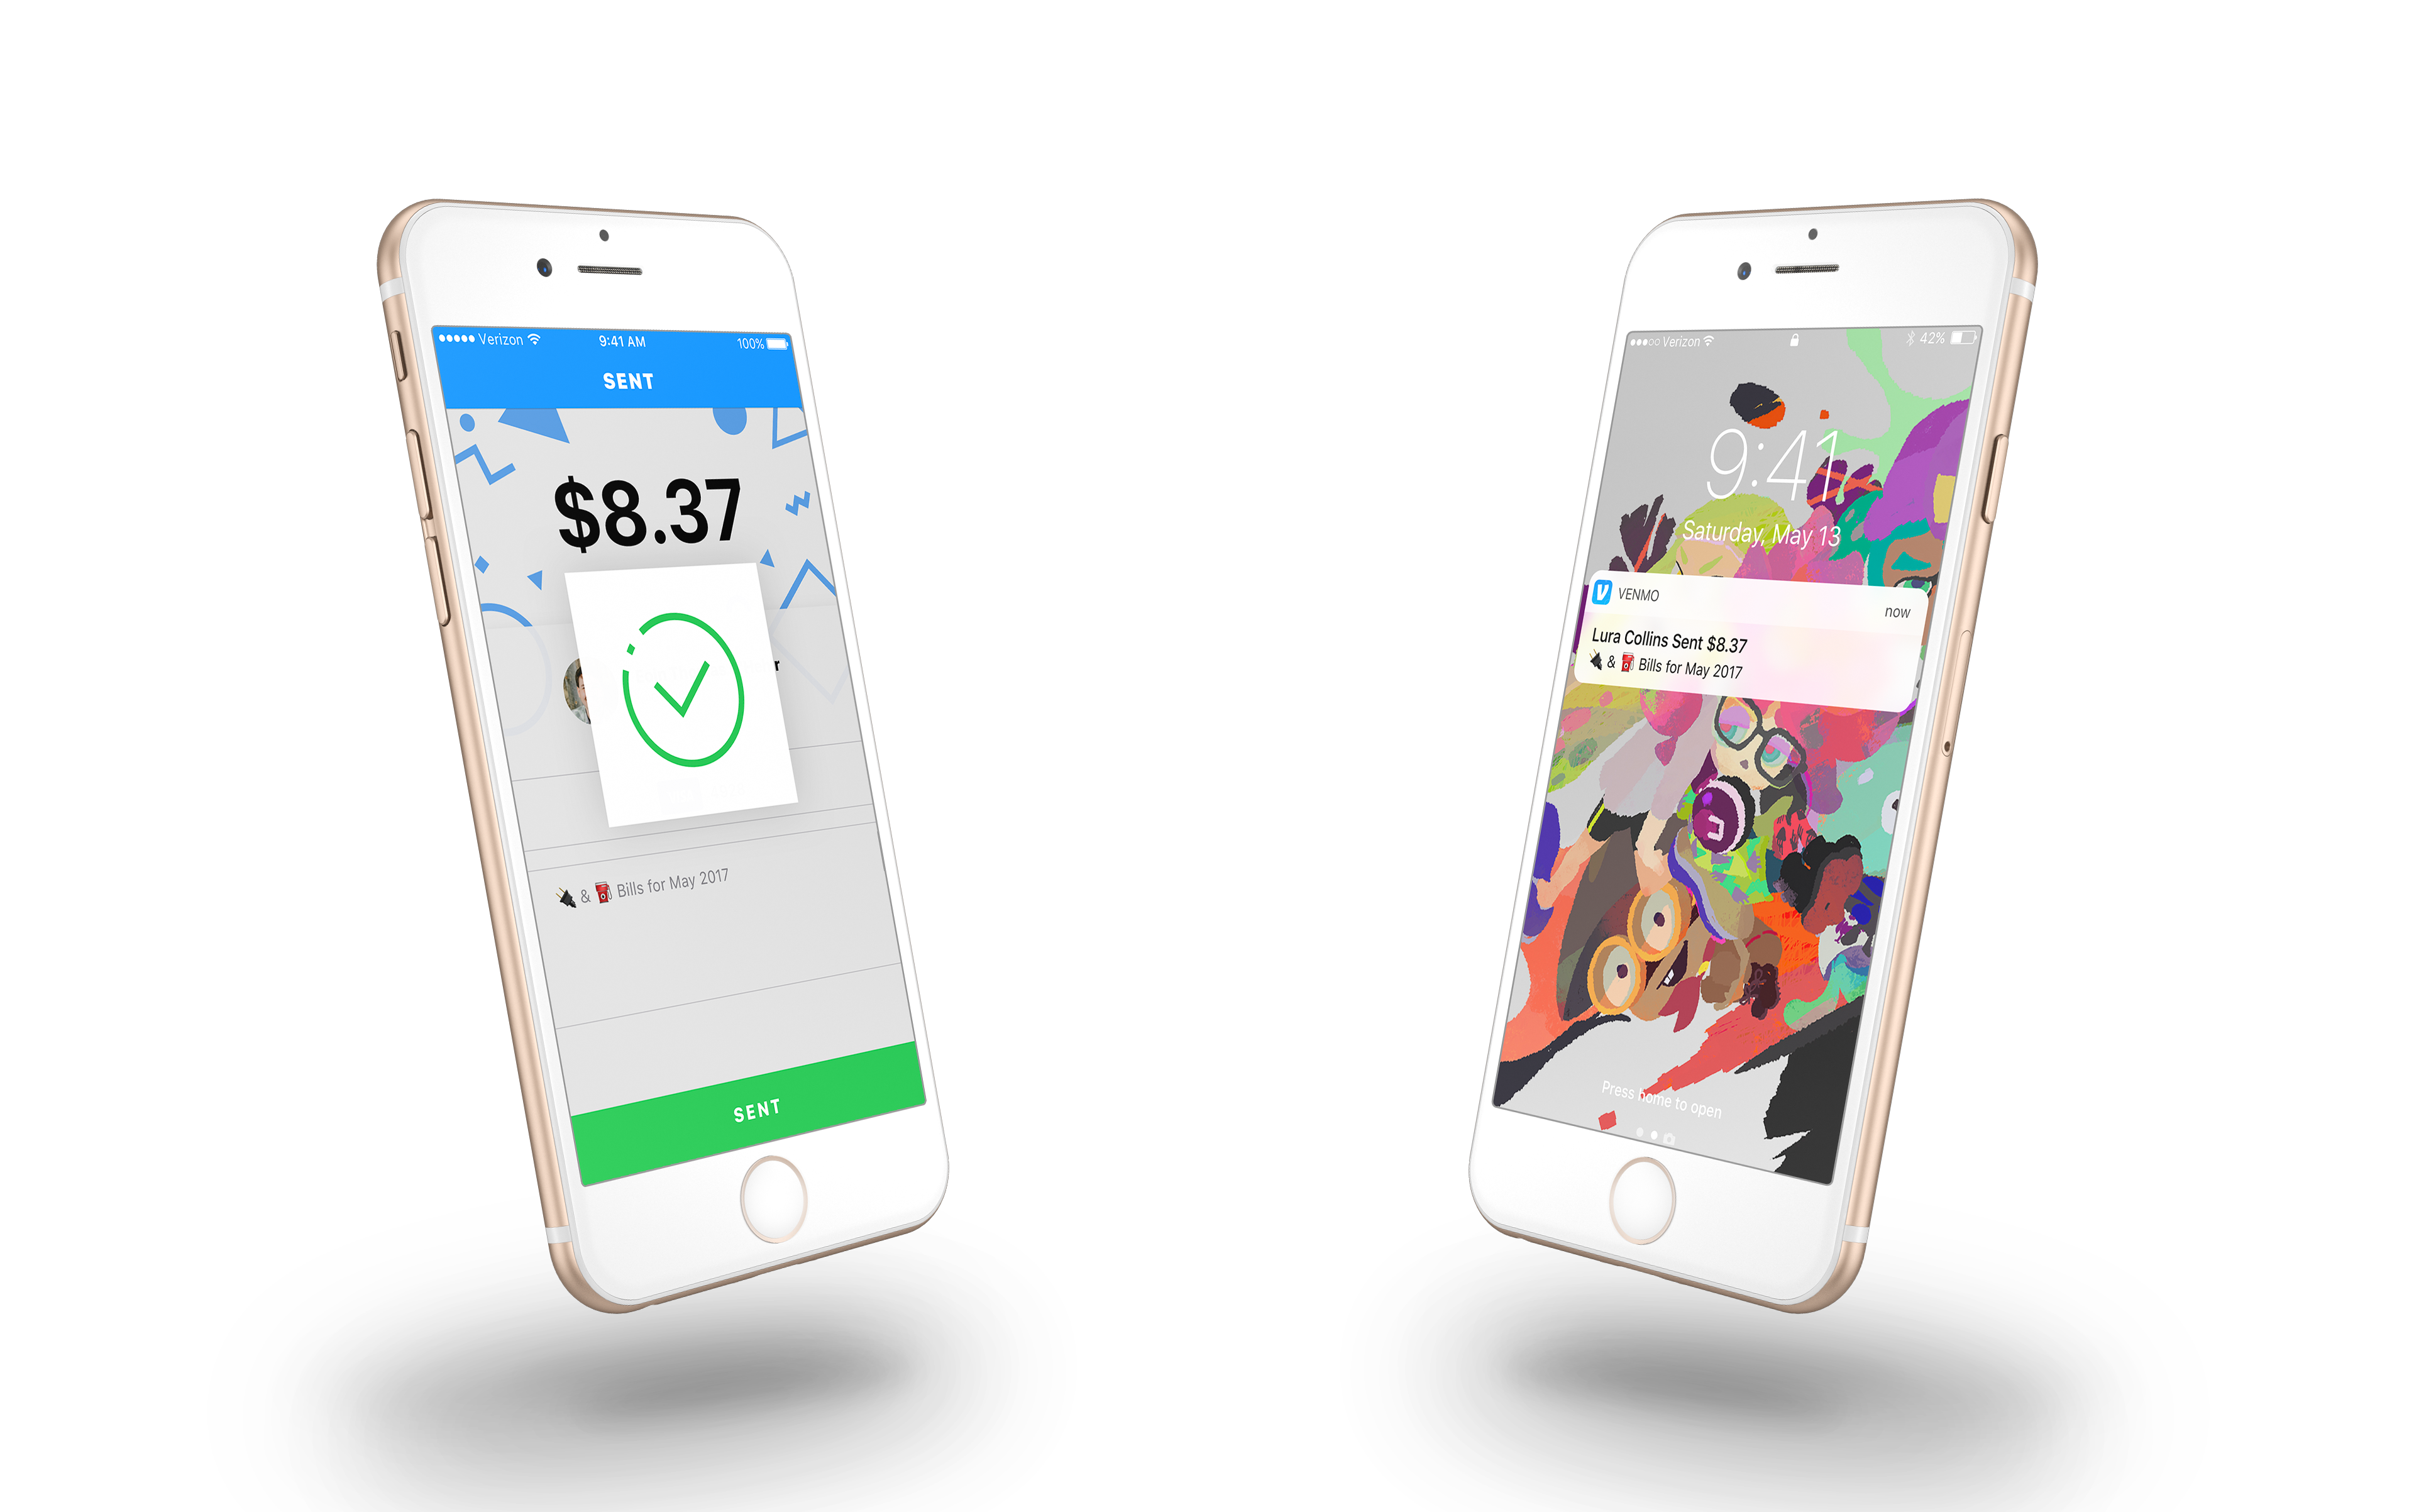 Verizon 9:41 AM 100%
SENT
$8.37
r
🔌 & ⛽ Bills for May 2017
SENT
Verizon 42%
9:41
Saturday, May 13
VENMO now
Lura Collins Sent $8.37
🔌 & ⛽ Bills for May 2017
Press home to open